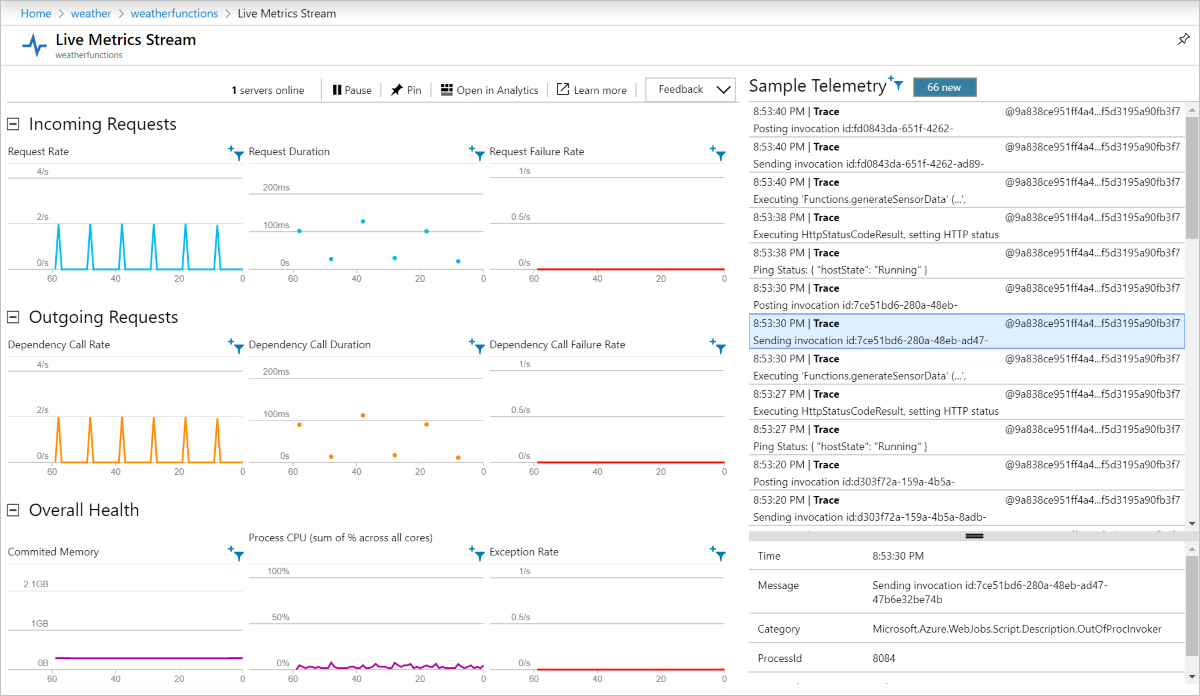 Home > weather > weatherfunctions > Live Metrics Stream
Live Metrics Stream
weatherfunctions
1 servers online
Pause
Pin
Open in Analytics
Learn more
Feedback
Incoming Requests
Request Rate
4/s
2/s
0/s
60 40 20 0
Request Duration
200ms
100ms
0s
60 40 20 0
Request Failure Rate
1/s
0.5/s
0/s
60 40 20 0
Outgoing Requests
Dependency Call Rate
4/s
2/s
0/s
60 40 20 0
Dependency Call Duration
200ms
100ms
0s
60 40 20 0
Dependency Call Failure Rate
1/s
0.5/s
0/s
60 40 20 0
Overall Health
Commited Memory
2.1GB
1GB
0B
60 40 20 0
Process CPU (sum of % across all cores)
100%
50%
0%
60 40 20 0
Exception Rate
1/s
0.5/s
0/s
60 40 20 0
Sample Telemetry
66 new
8:53:40 PM | Trace @9a838ce951ff4a4...f5d3195a90fb3f7
Posting invocation id:fd0843da-651f-4262-
8:53:40 PM | Trace @9a838ce951ff4a4...f5d3195a90fb3f7
Sending invocation id:fd0843da-651f-4262-ad89-
8:53:40 PM | Trace @9a838ce951ff4a4...f5d3195a90fb3f7
Executing 'Functions.generateSensorData' (...',
8:53:38 PM | Trace @9a838ce951ff4a4...f5d3195a90fb3f7
Executing HttpStatusCodeResult, setting HTTP status
8:53:38 PM | Trace @9a838ce951ff4a4...f5d3195a90fb3f7
Ping Status: { "hostState": "Running" }
8:53:30 PM | Trace @9a838ce951ff4a4...f5d3195a90fb3f7
Posting invocation id:7ce51bd6-280a-48eb-
8:53:30 PM | Trace @9a838ce951ff4a4...f5d3195a90fb3f7
Sending invocation id:7ce51bd6-280a-48eb-ad47-
8:53:30 PM | Trace @9a838ce951ff4a4...f5d3195a90fb3f7
Executing 'Functions.generateSensorData' (...',
8:53:27 PM | Trace @9a838ce951ff4a4...f5d3195a90fb3f7
Executing HttpStatusCodeResult, setting HTTP status
8:53:27 PM | Trace @9a838ce951ff4a4...f5d3195a90fb3f7
Ping Status: { "hostState": "Running" }
8:53:20 PM | Trace @9a838ce951ff4a4...f5d3195a90fb3f7
Posting invocation id:d303f72a-159a-4b5a-
8:53:20 PM | Trace @9a838ce951ff4a4...f5d3195a90fb3f7
Sending invocation id:d303f72a-159a-4b5a-8adb-
Time 8:53:30 PM
Message Sending invocation id:7ce51bd6-280a-48eb-ad47-
47b6e32be74b
Category Microsoft.Azure.WebJobs.Script.Description.OutOfProcInvoker
ProcessId 8084